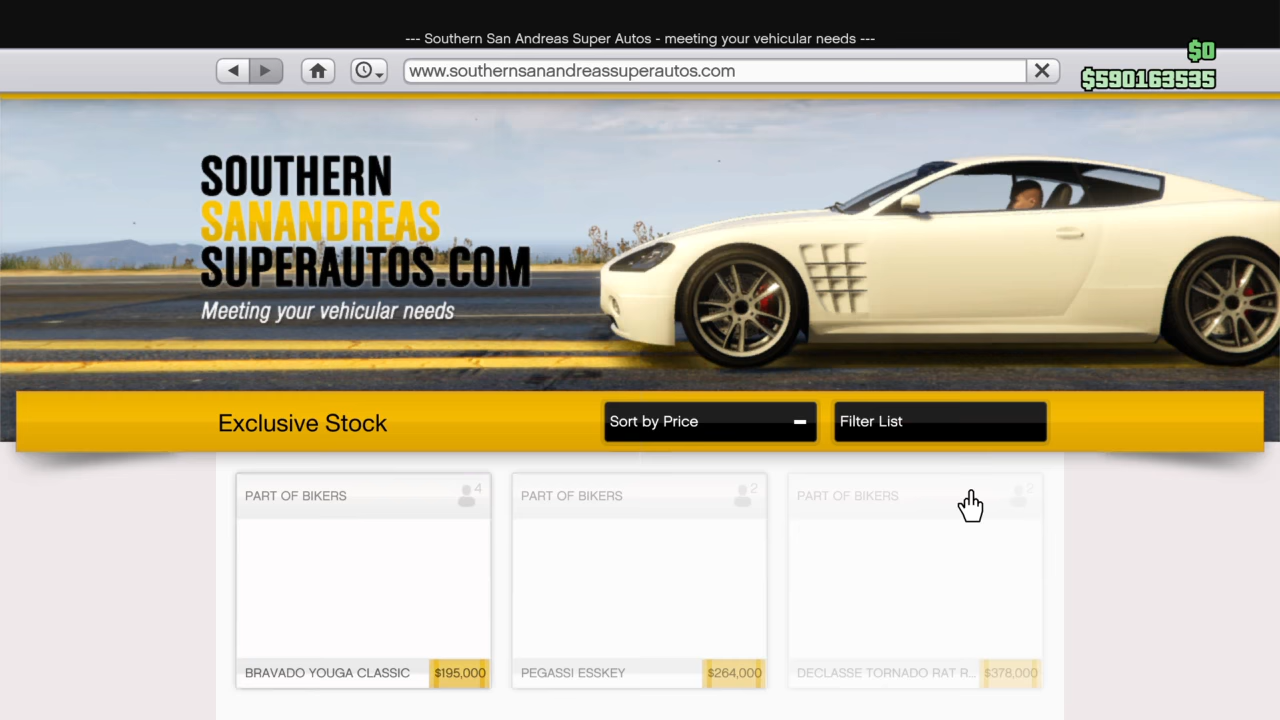 --- Southern San Andreas Super Autos - meeting your vehicular needs ---
$0
www.southernsanandreassuperautos.com
$590163535
SOUTHERN
SANANDREAS
SUPERAUTOS.COM
Meeting your vehicular needs
Exclusive Stock
Sort by Price
Filter List
PART OF BIKERS 4
PART OF BIKERS 2
PART OF BIKERS 2
BRAVADO YOUGA CLASSIC $195,000
PEGASSI ESSKEY $264,000
DECLASSE TORNADO RAT R... $378,000